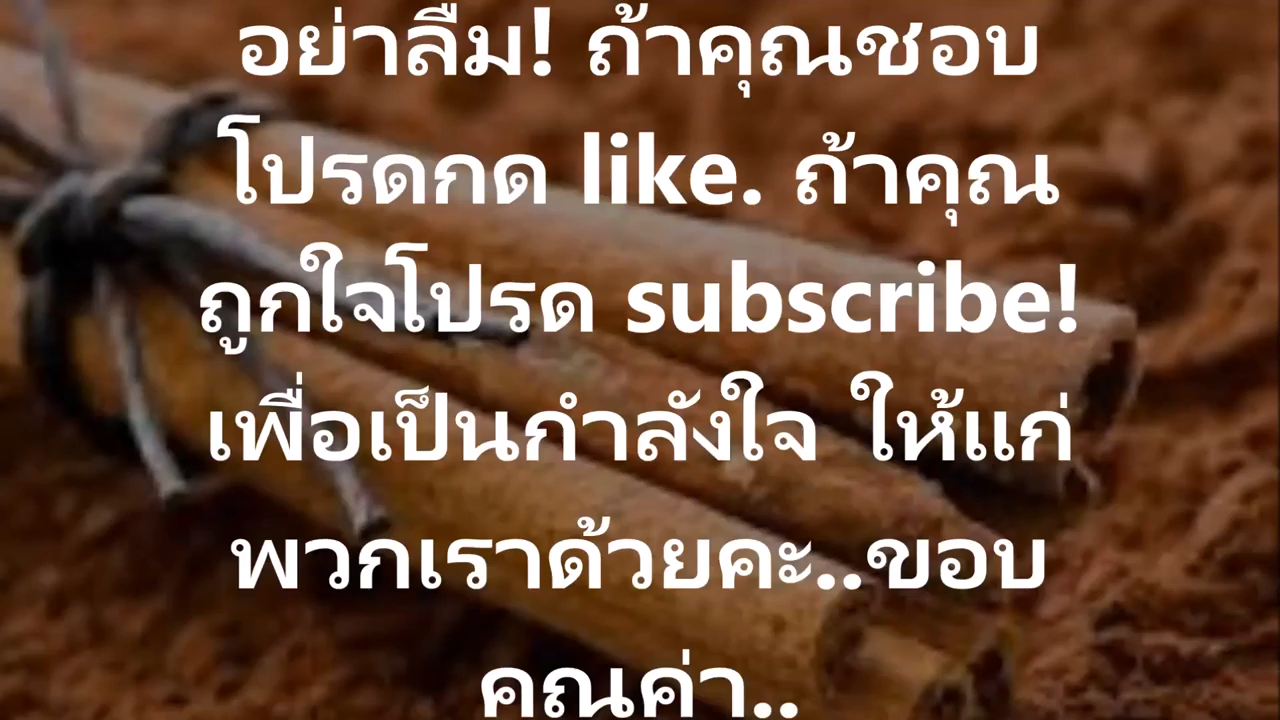 อย่าลืม! ถ้าคุณชอบ
โปรดกด like. ถ้าคุณ
ถูกใจโปรด subscribe!
เพื่อเป็นกำลังใจ ให้แก่
พวกเราด้วยคะ..ขอบ
คุณค่า..